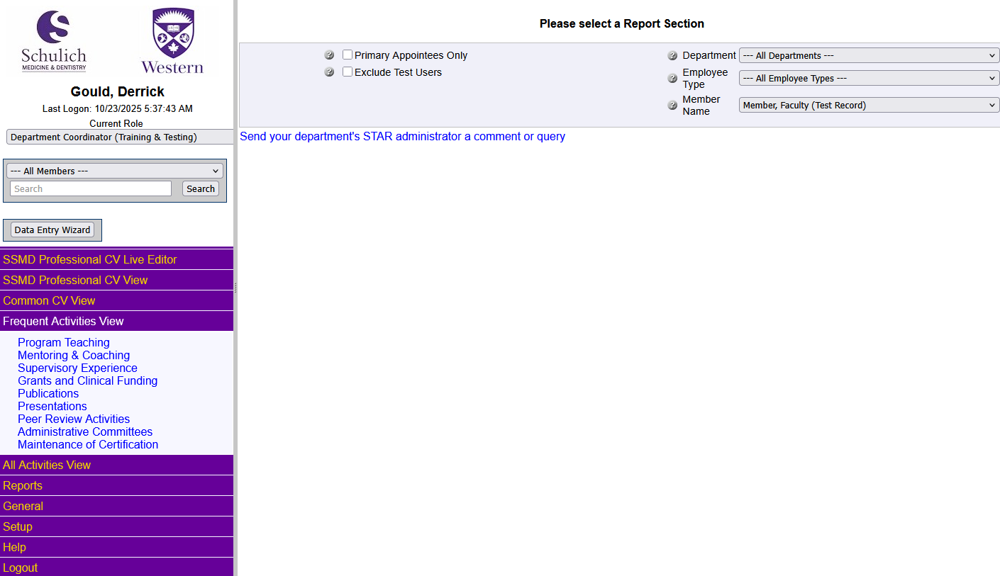 Schulich
MEDICINE & DENTISTRY
Western
Gould, Derrick
Last Logon: 10/23/2025 5:37:43 AM
Current Role
Department Coordinator (Training & Testing)
--- All Members ---
Search
Search
Data Entry Wizard
SSMD Professional CV Live Editor
SSMD Professional CV View
Common CV View
Frequent Activities View
Program Teaching
Mentoring & Coaching
Supervisory Experience
Grants and Clinical Funding
Publications
Presentations
Peer Review Activities
Administrative Committees
Maintenance of Certification
All Activities View
Reports
General
Setup
Help
Logout
Please select a Report Section
Primary Appointees Only
Exclude Test Users
Department
--- All Departments ---
Employee
Type
--- All Employee Types ---
Member
Name
Member, Faculty (Test Record)
Send your department's STAR administrator a comment or query